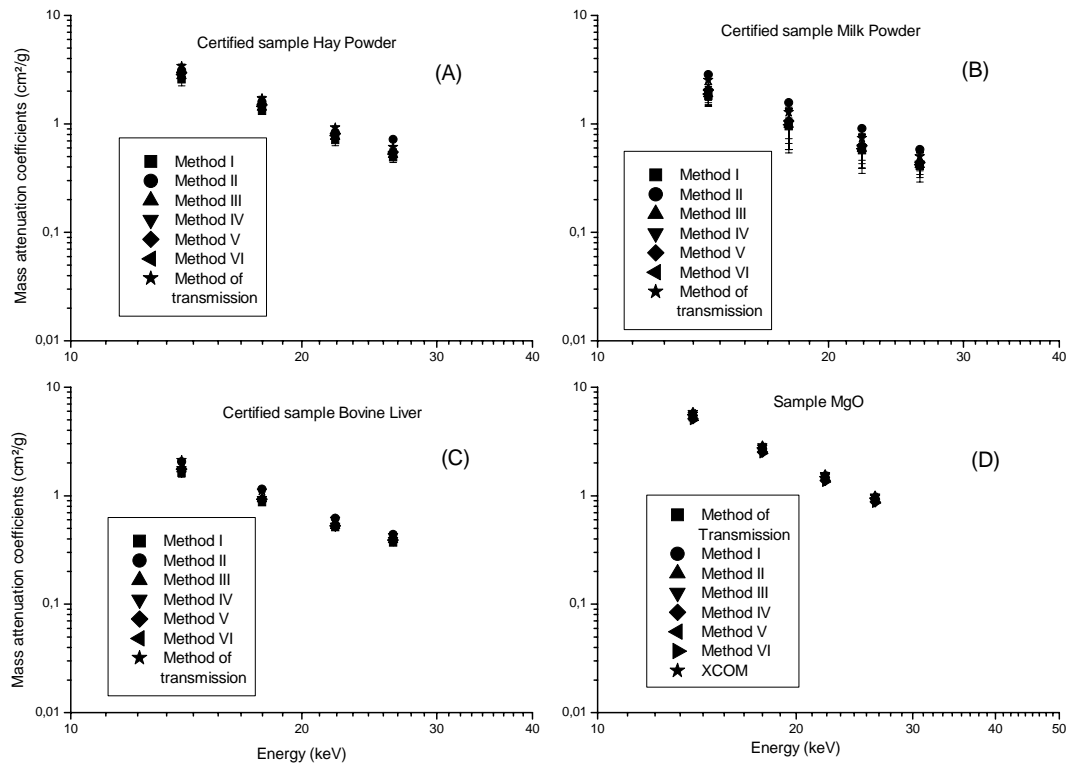 Certified sample Hay Powder
(A)
Mass attenuation coefficients (cm²/g)
10
1
0,1
0,01
Method I
Method II
Method III
Method IV
Method V
Method VI
Method of
transmission
10
20
30
40
Certified sample Milk Powder
(B)
10
1
0,1
0,01
Method I
Method II
Method III
Method IV
Method V
Method VI
Method of
transmission
10
20
30
40
Certified sample Bovine Liver
(C)
Mass attenuation coefficients (cm²/g)
10
1
0,1
0,01
Method I
Method II
Method III
Method IV
Method V
Method VI
Method of
transmission
10
20
30
40
Energy (keV)
Sample MgO
(D)
10
1
0,1
0,01
Method of
Transmission
Method I
Method II
Method III
Method IV
Method V
Method VI
XCOM
10
20
30
40
50
Energy (keV)